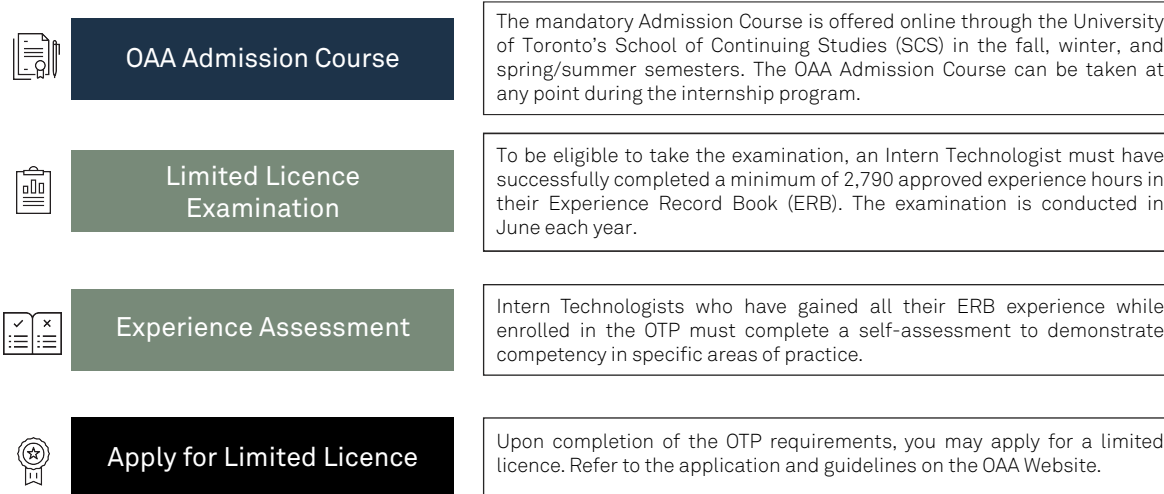 OAA Admission Course
The mandatory Admission Course is offered online through the University
of Toronto's School of Continuing Studies (SCS) in the fall, winter, and
spring/summer semesters. The OAA Admission Course can be taken at
any point during the internship program.
Limited Licence
Examination
To be eligible to take the examination, an Intern Technologist must have
successfully completed a minimum of 2,790 approved experience hours in
their Experience Record Book (ERB). The examination is conducted in
June each year.
Experience Assessment
Intern Technologists who have gained all their ERB experience while
enrolled in the OTP must complete a self-assessment to demonstrate
competency in specific areas of practice.
Apply for Limited Licence
Upon completion of the OTP requirements, you may apply for a limited
licence. Refer to the application and guidelines on the OAA Website.